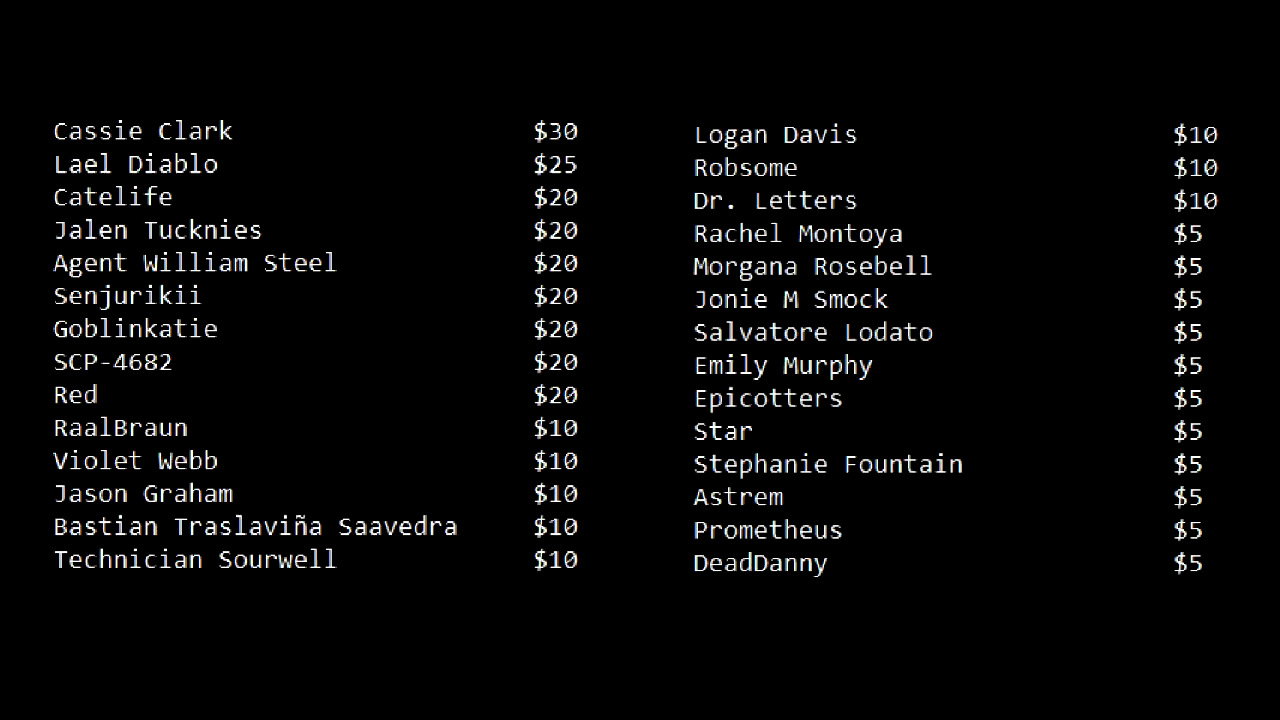 Cassie Clark $30
Lael Diablo $25
Catelife $20
Jalen Tucknies $20
Agent William Steel $20
Senjurikii $20
Goblinkatie $20
SCP-4682 $20
Red $20
RaalBraun $10
Violet Webb $10
Jason Graham $10
Bastian Traslaviña Saavedra $10
Technician Sourwell $10
Logan Davis $10
Robsome $10
Dr. Letters $10
Rachel Montoya $5
Morgana Rosebell $5
Jonie M Smock $5
Salvatore Lodato $5
Emily Murphy $5
Epicotters $5
Star $5
Stephanie Fountain $5
Astrem $5
Prometheus $5
DeadDanny $5